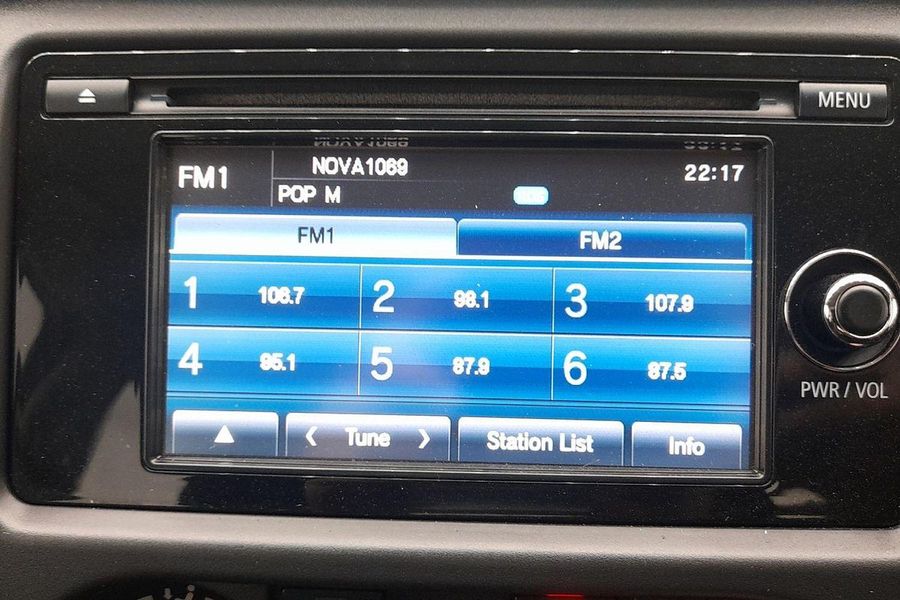 MENU
FM1 NOVA1069 22:17
POP M
FM1 FM2
1 106.7 2 98.1 3 107.9
4 95.1 5 87.9 6 87.5
Tune Station List Info
PWR / VOL